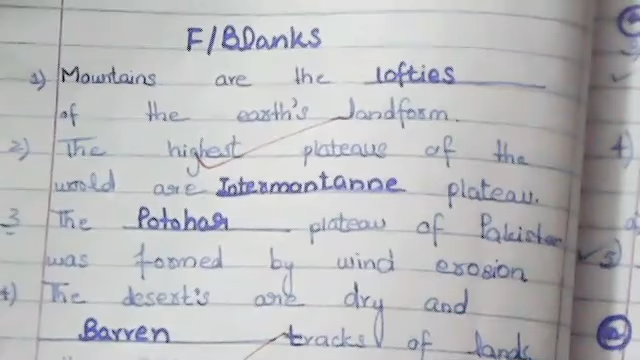 F/Blanks
1) Mountains are the lofties
of the earth's landform.
2) The highest plateaus of the
world are Intermontanne plateau.
3 The Potohar plateau of Pakistan
was formed by wind erosion
4) The desert's are dry and
Barren tracks of land.
4)
3)